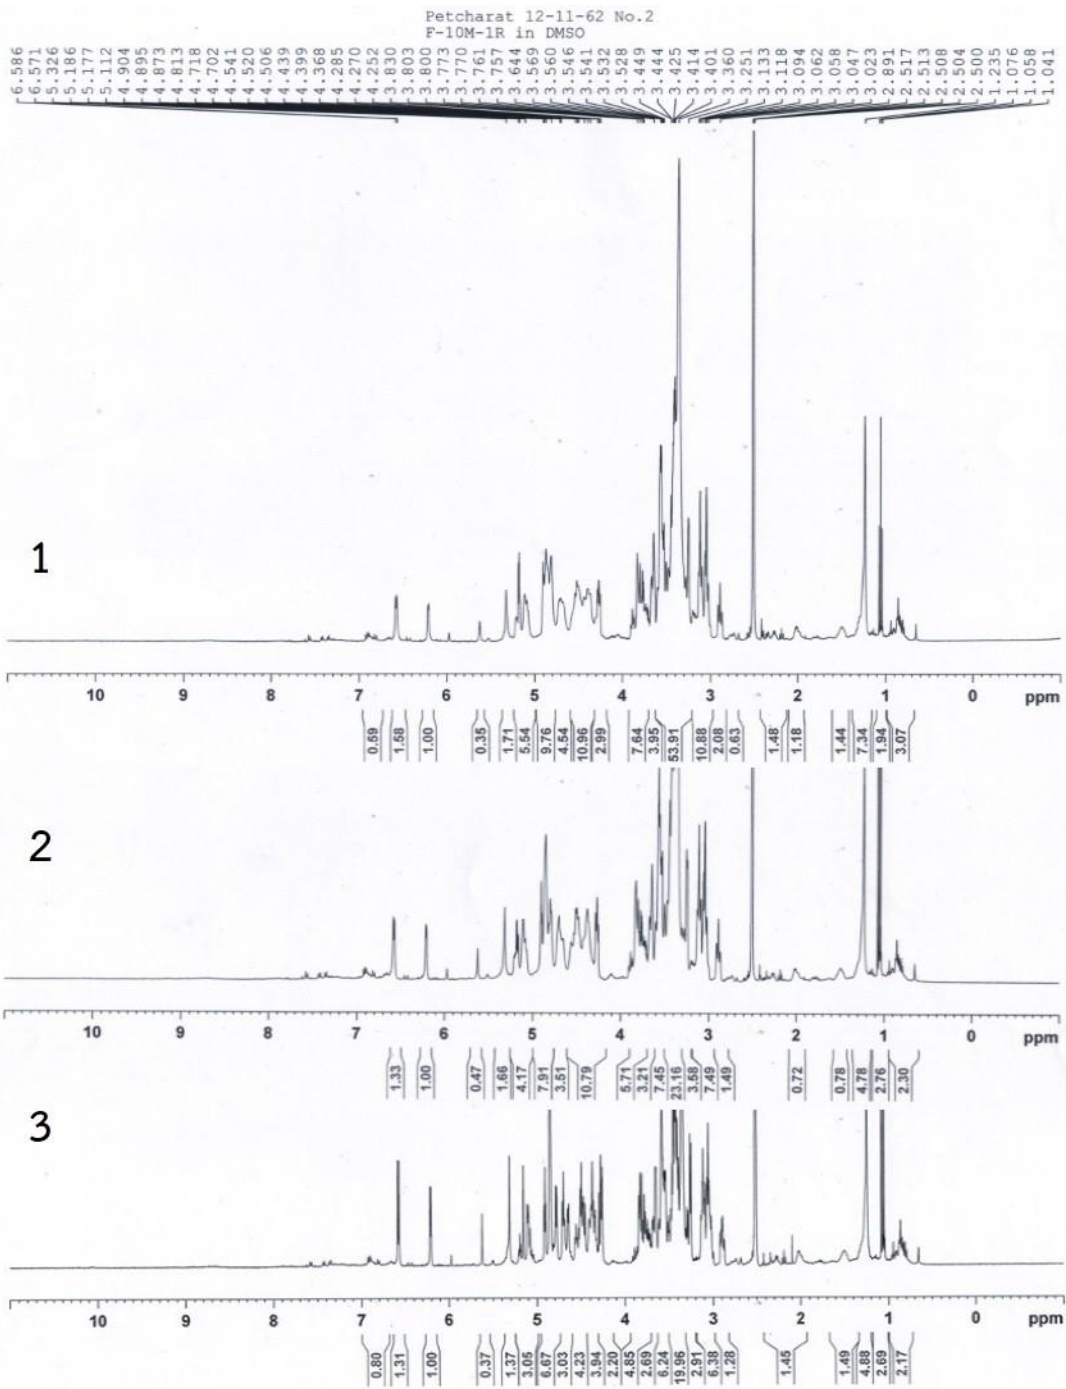 Petcharat 12-11-62 No.2
F-10M-1R in DMSO
6.586 6.571 5.326 5.186 5.177 5.112 4.904 4.895 4.873 4.813 4.718 4.702 4.541 4.520 4.506 4.439 4.399 4.368 4.285 4.270 4.252 3.830 3.803 3.800 3.773 3.770 3.761 3.757 3.644 3.569 3.560 3.546 3.541 3.532 3.528 3.449 3.444 3.425 3.414 3.401 3.360 3.251 3.133 3.118 3.094 3.062 3.058 3.047 3.023 2.891 2.517 2.513 2.508 2.504 2.500 1.235 1.076 1.058 1.041
1
10 9 8 7 6 5 4 3 2 1 0 ppm
0.59 1.58 1.00 0.35 1.71 5.54 9.76 4.54 10.96 2.99 7.64 3.95 53.91 10.88 2.08 0.63 1.48 1.18 1.44 7.34 1.94 3.07
2
10 9 8 7 6 5 4 3 2 1 0 ppm
1.33 1.00 0.47 1.66 4.17 7.91 3.51 10.79 5.71 3.21 7.45 23.16 3.58 7.49 1.49 0.72 0.78 4.78 2.76 2.30
3
10 9 8 7 6 5 4 3 2 1 0 ppm
0.80 1.31 1.00 0.37 1.37 3.05 6.67 3.03 4.23 3.94 2.20 4.85 2.69 6.24 19.96 2.91 6.38 1.28 1.45 1.49 4.88 2.69 2.17